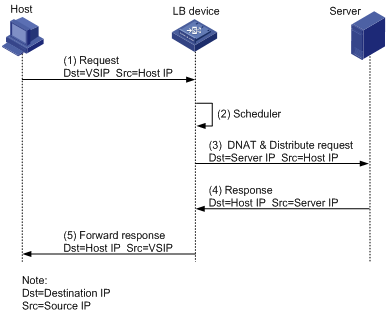 Host
LB device
Server
(1) Request
Dst=VSIP Src=Host IP
(2) Scheduler
(3) DNAT & Distribute request
Dst=Server IP Src=Host IP
(4) Response
Dst=Host IP Src=Server IP
(5) Forward response
Dst=Host IP Src=VSIP
Note:
Dst=Destination IP
Src=Source IP